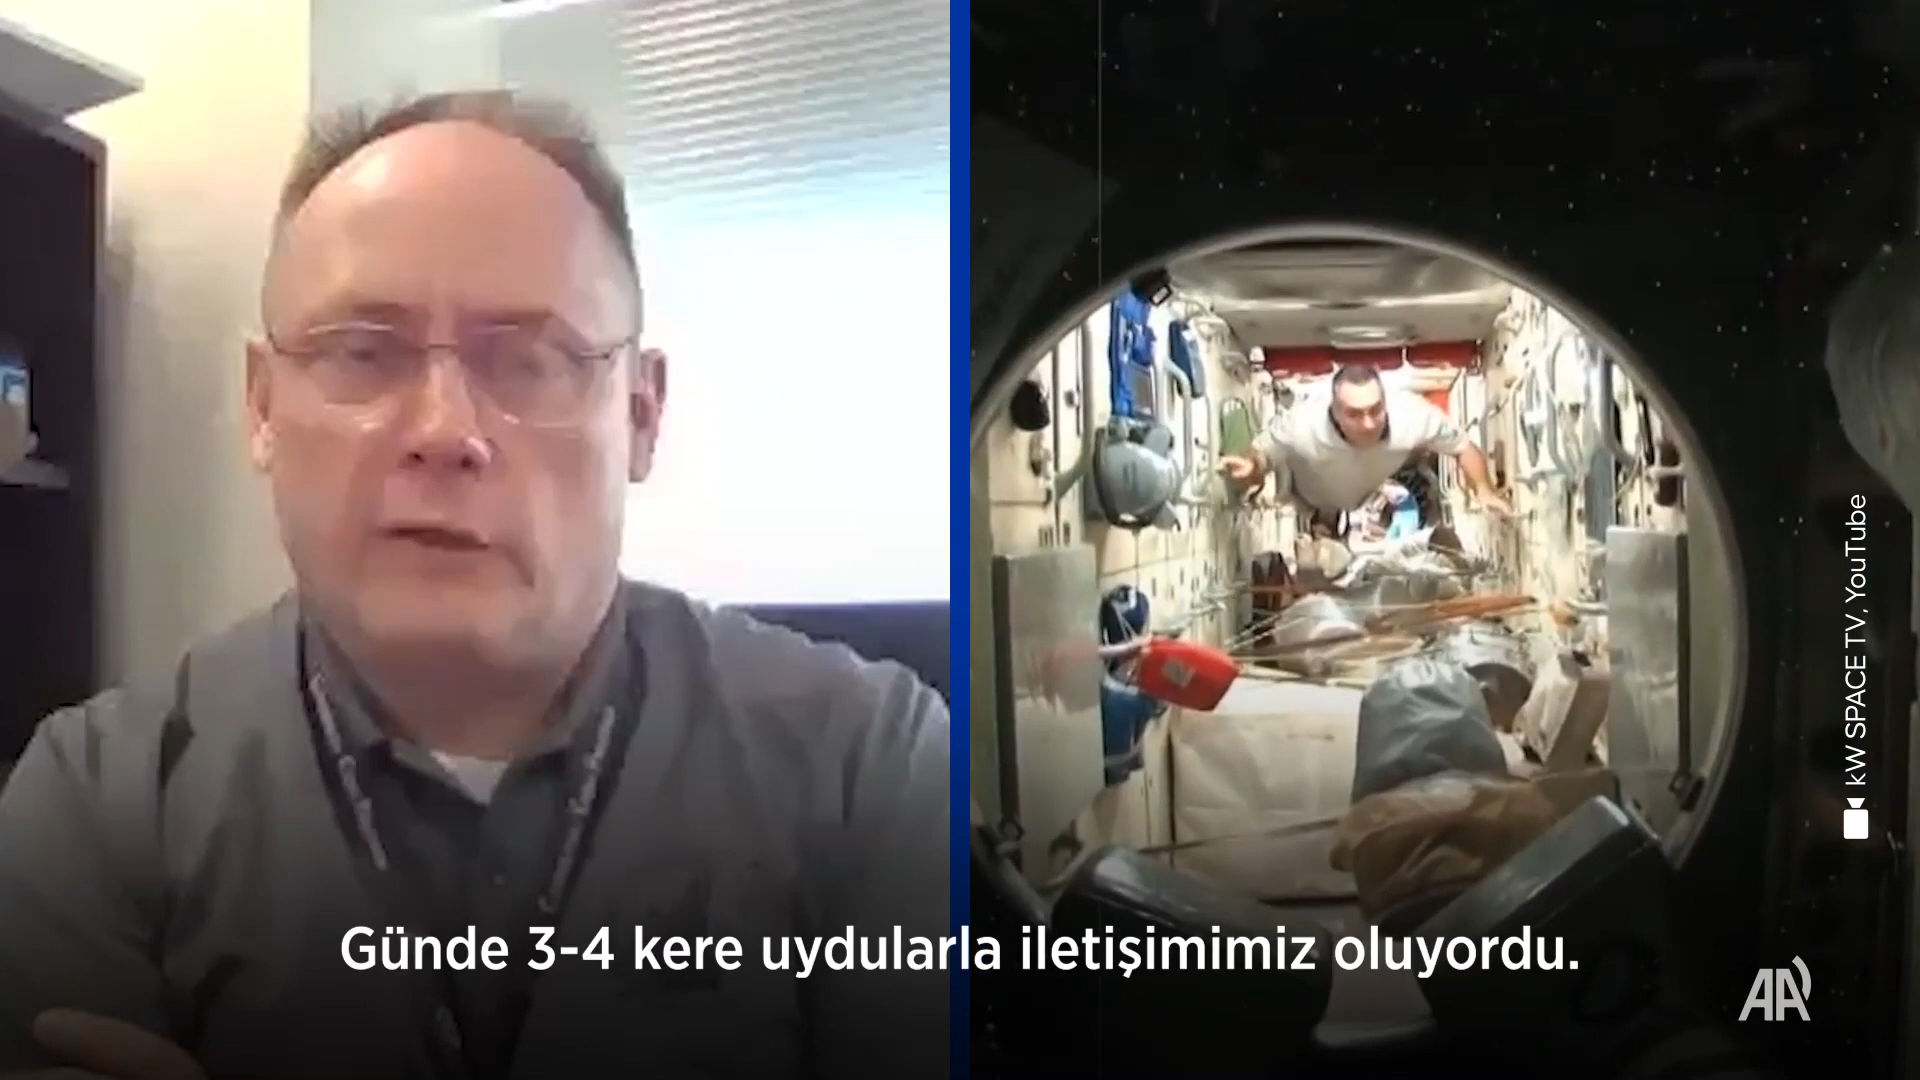 kW SPACE TV, YouTube
Günde 3-4 kere uydularla iletişimimiz oluyordu.
AA